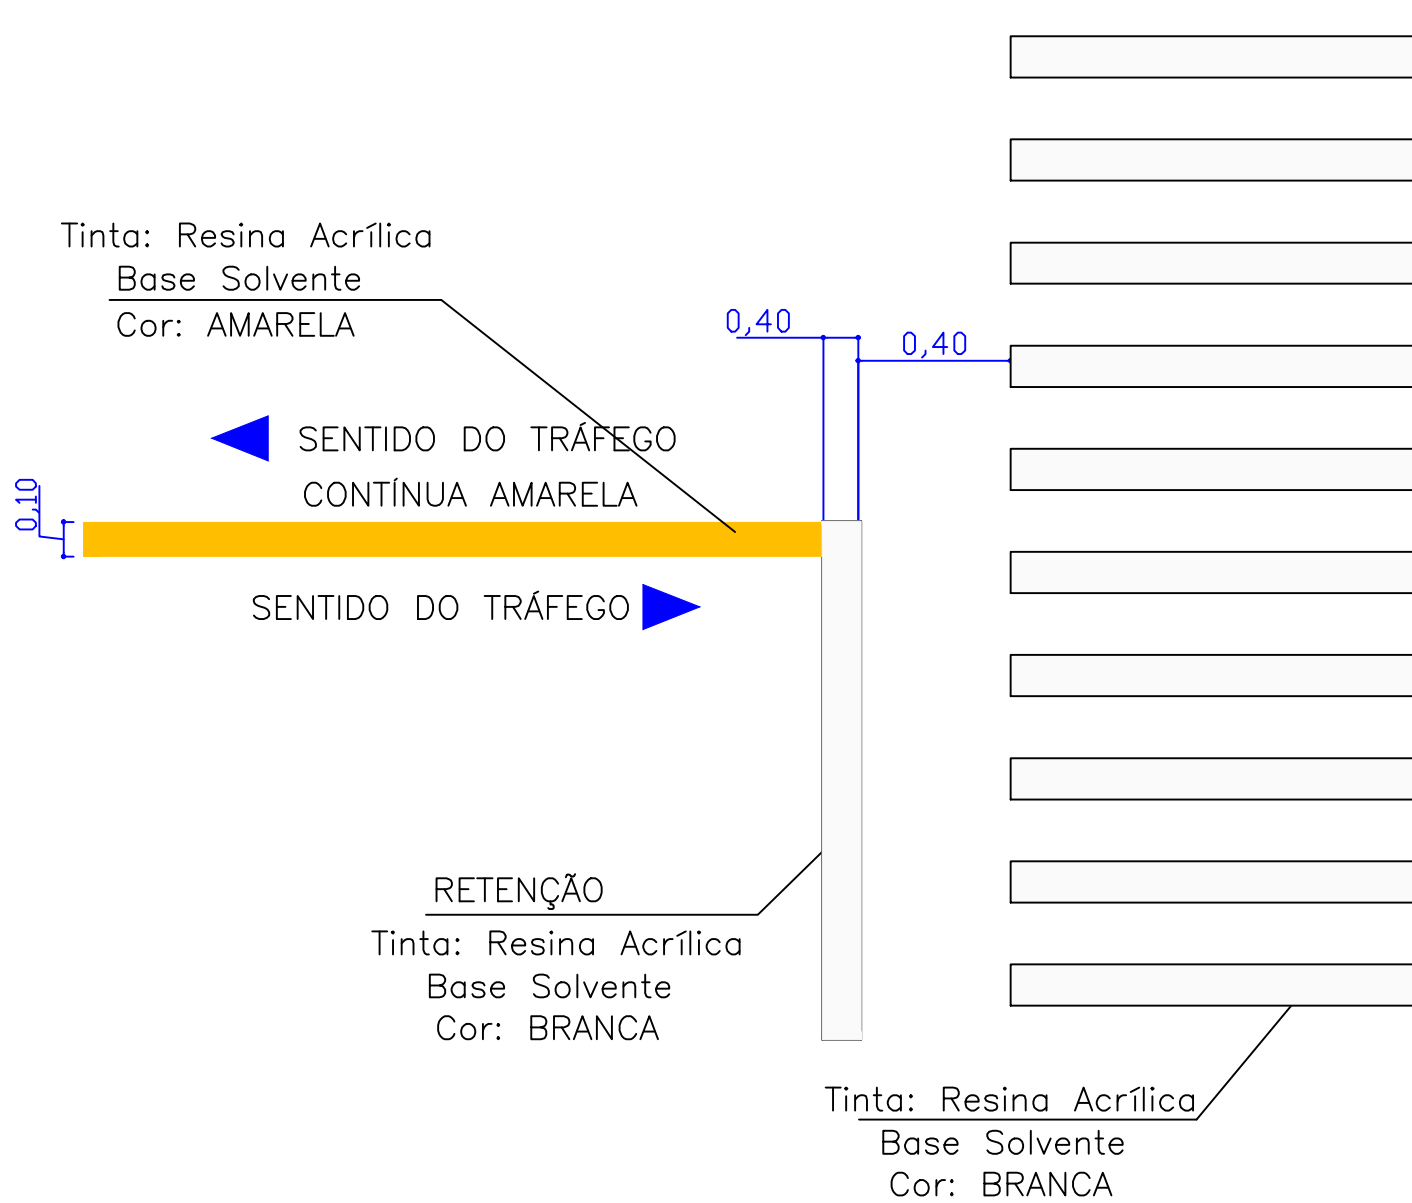 Tinta: Resina Acrílica
Base Solvente
Cor: AMARELA
0,40
0,40
SENTIDO DO TRÁFEGO
CONTÍNUA AMARELA
0,10
SENTIDO DO TRÁFEGO
RETENÇÃO
Tinta: Resina Acrílica
Base Solvente
Cor: BRANCA
Tinta: Resina Acrílica
Base Solvente
Cor: BRANCA